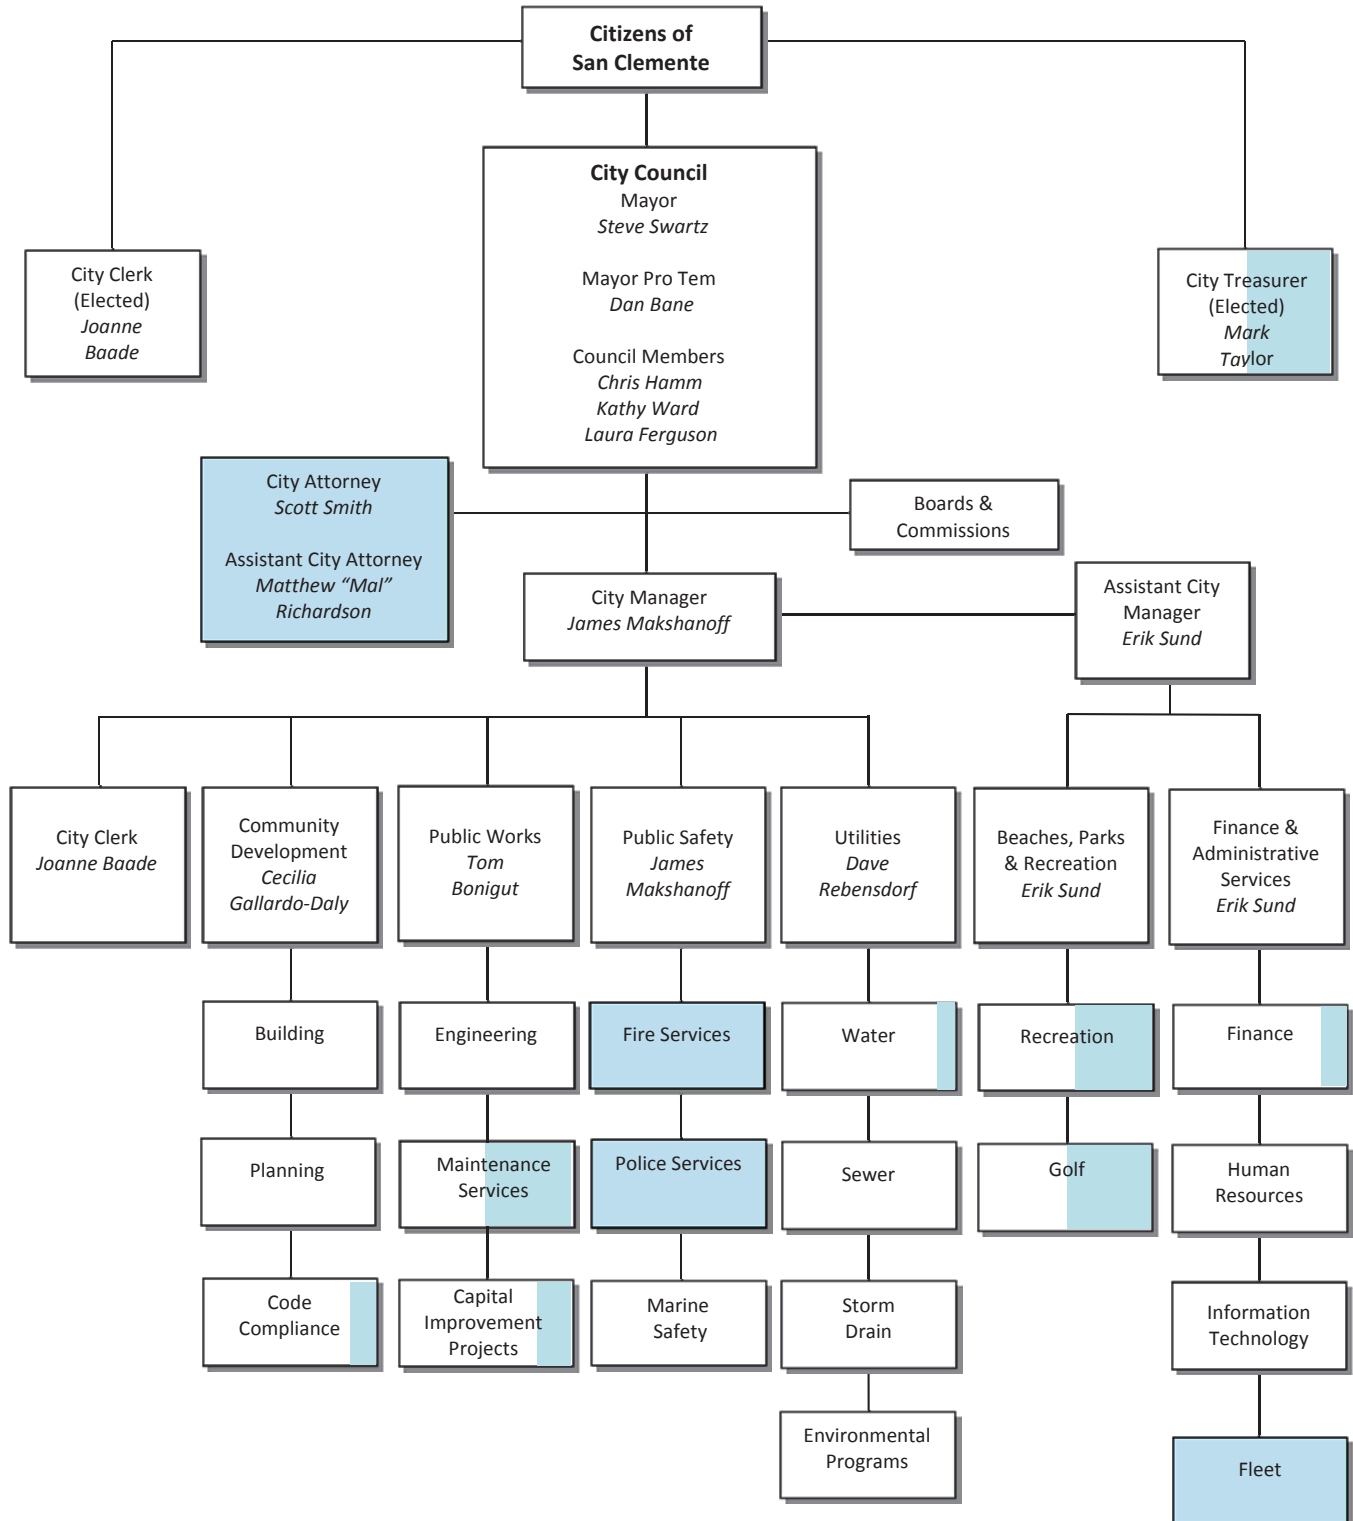 Citizens of
San Clemente
City Council
Mayor
Steve Swartz
Mayor Pro Tem
Dan Bane
Council Members
Chris Hamm
Kathy Ward
Laura Ferguson
City Clerk
(Elected)
Joanne
Baade
City Treasurer
(Elected)
Mark
Taylor
City Attorney
Scott Smith
Assistant City Attorney
Matthew “Mal”
Richardson
Boards &
Commissions
City Manager
James Makshanoff
Assistant City
Manager
Erik Sund
City Clerk
Joanne Baade
Community
Development
Cecilia
Gallardo-Daly
Public Works
Tom
Bonigut
Public Safety
James
Makshanoff
Utilities
Dave
Rebensdorf
Beaches, Parks
& Recreation
Erik Sund
Finance &
Administrative
Services
Erik Sund
Building
Engineering
Fire Services
Water
Recreation
Finance
Planning
Maintenance
Services
Police Services
Sewer
Golf
Human
Resources
Code
Compliance
Capital
Improvement
Projects
Marine
Safety
Storm
Drain
Information
Technology
Environmental
Programs
Fleet